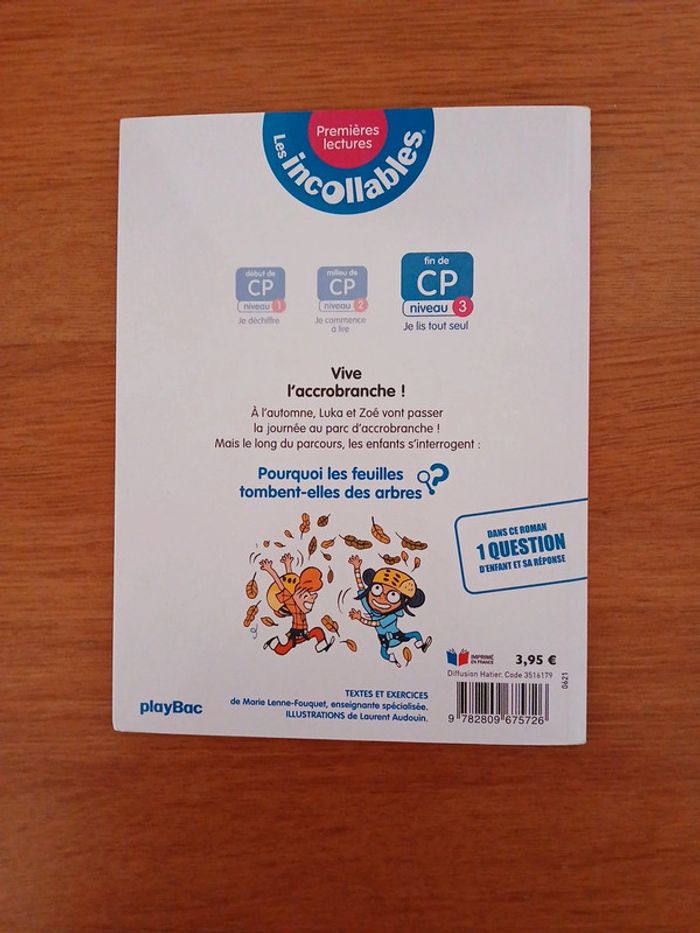 Premières
lectures
Les incollables®
début de
CP
niveau 1
Je déchiffre
milieu de
CP
niveau 2
Je commence
à lire
fin de
CP
niveau 3
Je lis tout seul
Vive
l'accrobranche !
À l'automne, Luka et Zoé vont passer
la journée au parc d'accrobranche !
Mais le long du parcours, les enfants s'interrogent :
Pourquoi les feuilles
tombent-elles des arbres ?
DANS CE ROMAN
1 QUESTION
D'ENFANT ET SA RÉPONSE
IMPRIMÉ
EN FRANCE
3,95 €
Diffusion Hatier. Code 3516179
0621
9 782809 675726
playBac
TEXTES ET EXERCICES
de Marie Lenne-Fouquet, enseignante spécialisée.
ILLUSTRATIONS de Laurent Audouin.